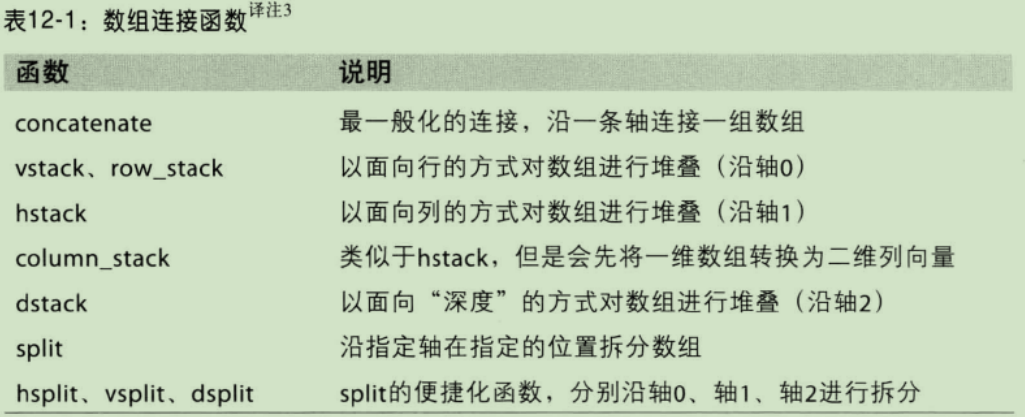 表12-1：数组连接函数译注3
函数 说明
concatenate 最一般化的连接，沿一条轴连接一组数组
vstack、row_stack 以面向行的方式对数组进行堆叠（沿轴0）
hstack 以面向列的方式对数组进行堆叠（沿轴1）
column_stack 类似于hstack，但是会先将一维数组转换为二维列向量
dstack 以面向“深度”的方式对数组进行堆叠（沿轴2）
split 沿指定轴在指定的位置拆分数组
hsplit、vsplit、dsplit split的便捷化函数，分别沿轴0、轴1、轴2进行拆分